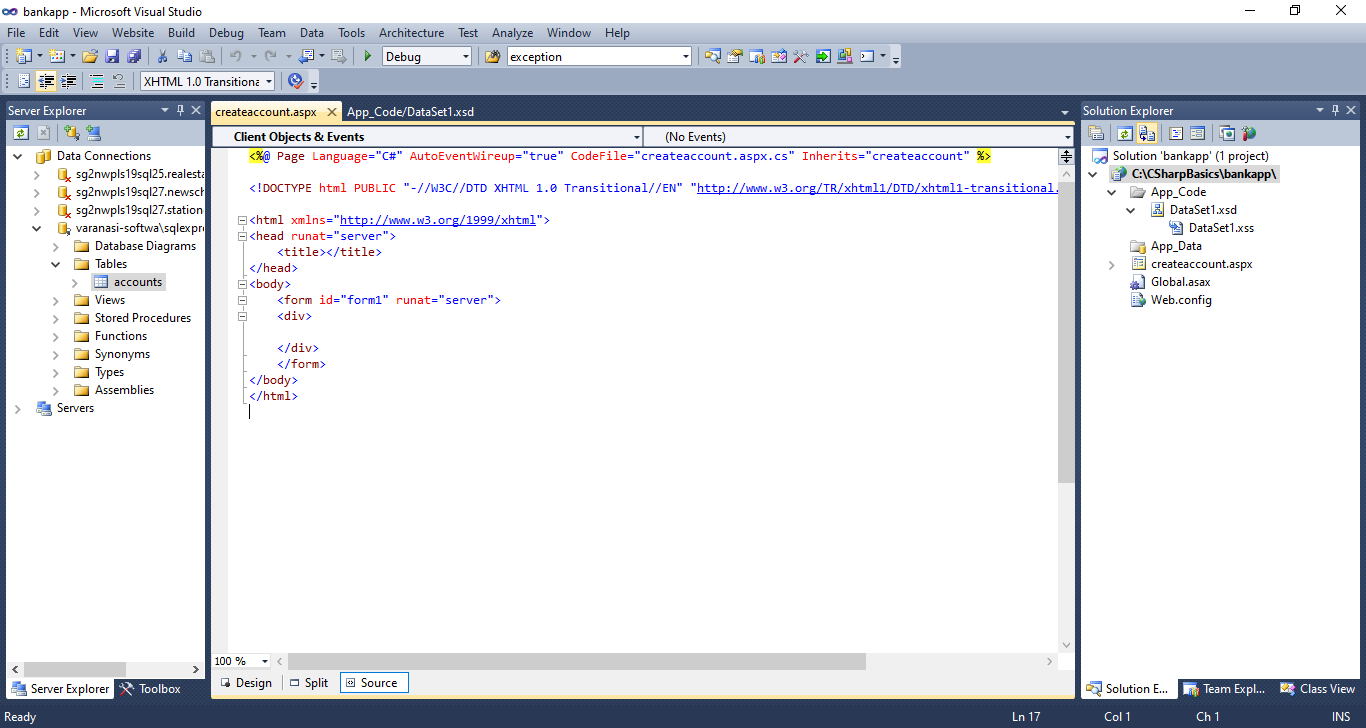 bankapp - Microsoft Visual Studio
File Edit View Website Build Debug Team Data Tools Architecture Test Analyze Window Help
Debug exception
XHTML 1.0 Transitiona
Server Explorer
Data Connections
sg2nwpls19sql25.realesta
sg2nwpls19sql27.newsch
sg2nwpls19sql27.station
varanasi-softwa\sqlexpre
Database Diagrams
Tables
accounts
Views
Stored Procedures
Functions
Synonyms
Types
Assemblies
Servers
Server Explorer Toolbox
createaccount.aspx App_Code/DataSet1.xsd
Client Objects & Events (No Events)
<%@ Page Language="C#" AutoEventWireup="true" CodeFile="createaccount.aspx.cs" Inherits="createaccount" %>
<!DOCTYPE html PUBLIC "-//W3C//DTD XHTML 1.0 Transitional//EN" "http://www.w3.org/TR/xhtml1/DTD/xhtml1-transitional.
<html xmlns="http://www.w3.org/1999/xhtml">
<head runat="server">
<title></title>
</head>
<body>
<form id="form1" runat="server">
<div>
</div>
</form>
</body>
</html>
100 %
Design Split Source
Solution Explorer
Solution 'bankapp' (1 project)
C:\CSharpBasics\bankapp\
App_Code
DataSet1.xsd
DataSet1.xss
App_Data
createaccount.aspx
Global.asax
Web.config
Solution E... Team Expl... Class View
Ready Ln 17 Col 1 Ch 1 INS